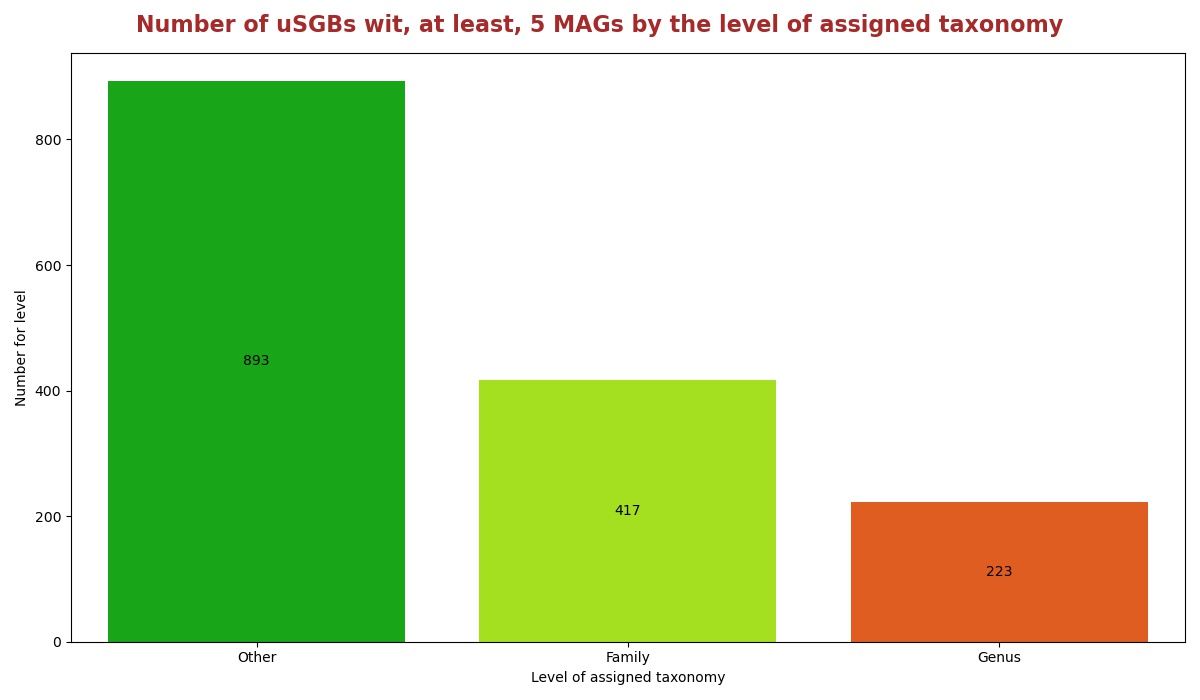 Number of uSGBs wit, at least, 5 MAGs by the level of assigned taxonomy
Number for level
800
600
400
200
0
893
417
223
Other
Family
Genus
Level of assigned taxonomy